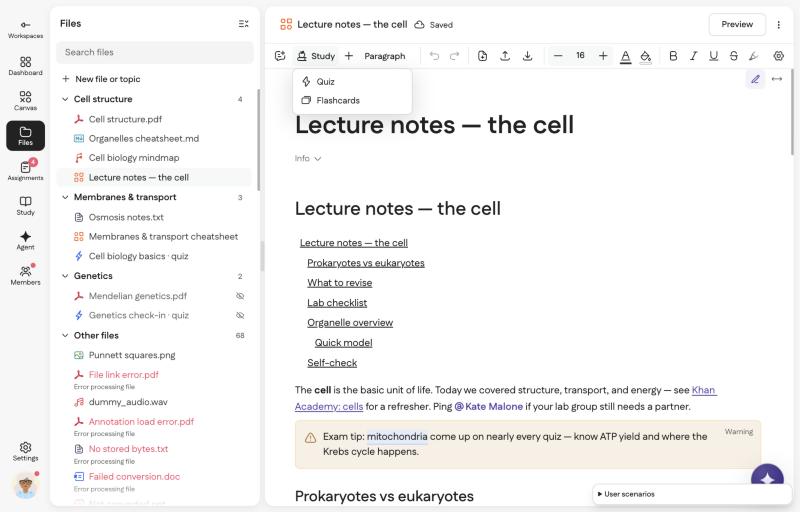 Workspaces
Dashboard
Canvas
Files
4
Assignments
Study
Agent
Members
Settings
Files
Search files
New file or topic
Cell structure 4
Cell structure.pdf
Organelles cheatsheet.md
Cell biology mindmap
Lecture notes — the cell
Membranes & transport 3
Osmosis notes.txt
Membranes & transport cheatsheet
Cell biology basics · quiz
Genetics 2
Mendelian genetics.pdf
Genetics check-in · quiz
Other files 68
Punnett squares.png
File link error.pdf
Error processing file
dummy_audio.wav
Annotation load error.pdf
Error processing file
No stored bytes.txt
Error processing file
Failed conversion.doc
Error processing file
Lecture notes — the cell Saved
Preview
Study Paragraph 16 A B I U S
Quiz
Flashcards
Lecture notes — the cell
Info
Lecture notes — the cell
Lecture notes — the cell
Prokaryotes vs eukaryotes
What to revise
Lab checklist
Organelle overview
Quick model
Self-check
The cell is the basic unit of life. Today we covered structure, transport, and energy — see Khan
Academy: cells for a refresher. Ping @Kate Malone if your lab group still needs a partner.
Exam tip: mitochondria come up on nearly every quiz — know ATP yield and where the
Krebs cycle happens.
Warning
Prokaryotes vs eukaryotes
User scenarios